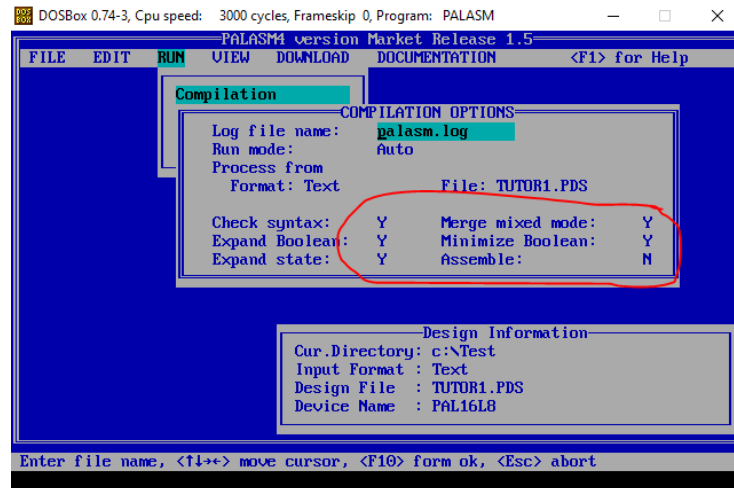 DOSBox 0.74-3, Cpu speed: 3000 cycles, Frameskip 0, Program: PALASM
PALASM4 version Market Release 1.5
FILE EDIT RUN VIEW DOWNLOAD DOCUMENTATION <F1> for Help
Compilation
COMPILATION OPTIONS
Log file name: palasm.log
Run mode: Auto
Process from
Format: Text File: TUTOR1.PDS
Check syntax: Y Merge mixed mode: Y
Expand Boolean: Y Minimize Boolean: Y
Expand state: Y Assemble: N
Design Information
Cur.Directory: c:\Test
Input Format : Text
Design File : TUTOR1.PDS
Device Name : PAL16L8
Enter file name, <↑↓→←> move cursor, <F10> form ok, <Esc> abort